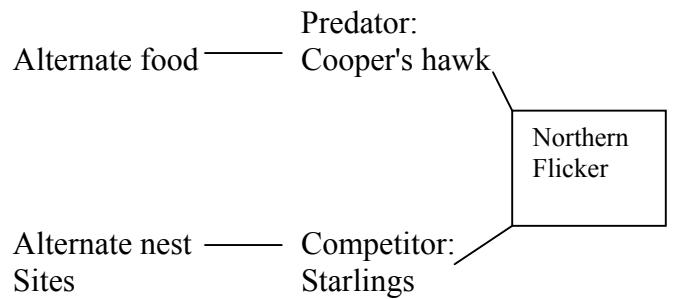 Predator:
Alternate food
Cooper's hawk
Northern
Flicker
Alternate nest
Sites
Competitor:
Starlings